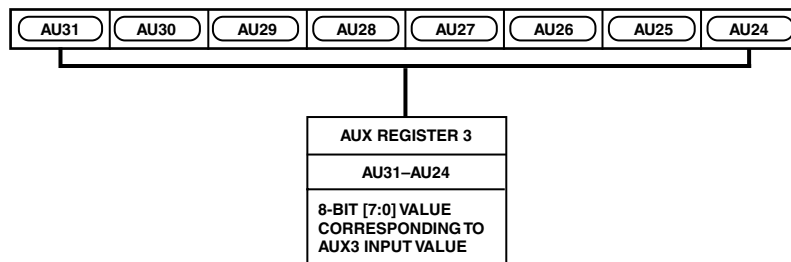 AU31 AU30 AU29 AU28 AU27 AU26 AU25 AU24
AUX REGISTER 3
AU31–AU24
8-BIT [7:0] VALUE
CORRESPONDING TO
AUX3 INPUT VALUE